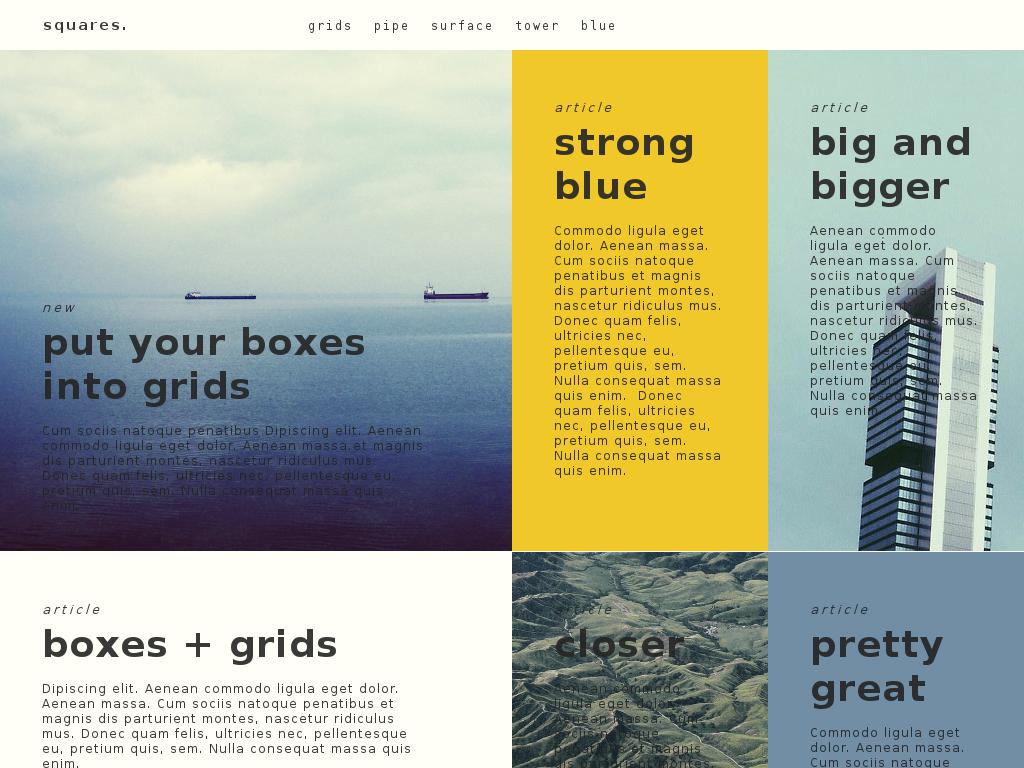 squares.
grids pipe surface tower blue
new
put your boxes
into grids
Cum sociis natoque penatibus Dipiscing elit. Aenean
commodo ligula eget dolor. Aenean massa.et magnis
dis parturient montes, nascetur ridiculus mus.
Donec quam felis, ultricies nec, pellentesque eu,
pretium quis, sem. Nulla consequat massa quis
enim.
article
strong
blue
Commodo ligula eget
dolor. Aenean massa.
Cum sociis natoque
penatibus et magnis
dis parturient montes,
nascetur ridiculus mus.
Donec quam felis,
ultricies nec,
pellentesque eu,
pretium quis, sem.
Nulla consequat massa
quis enim.  Donec
quam felis, ultricies
nec, pellentesque eu,
pretium quis, sem.
Nulla consequat massa
quis enim.
article
big and
bigger
Aenean commodo
ligula eget dolor.
Aenean massa. Cum
sociis natoque
penatibus et magnis
dis parturient montes,
nascetur ridiculus mus.
Donec quam felis,
ultricies nec,
pellentesque eu,
pretium quis, sem.
Nulla consequat massa
quis enim.
article
boxes + grids
Dipiscing elit. Aenean commodo ligula eget dolor.
Aenean massa. Cum sociis natoque penatibus et
magnis dis parturient montes, nascetur ridiculus
mus. Donec quam felis, ultricies nec, pellentesque
eu, pretium quis, sem. Nulla consequat massa quis
enim.
article
closer
Aenean commodo
ligula eget dolor.
Aenean massa. Cum
sociis natoque
penatibus et magnis
dis parturient montes,
article
pretty
great
Commodo ligula eget
dolor. Aenean massa.
Cum sociis natoque